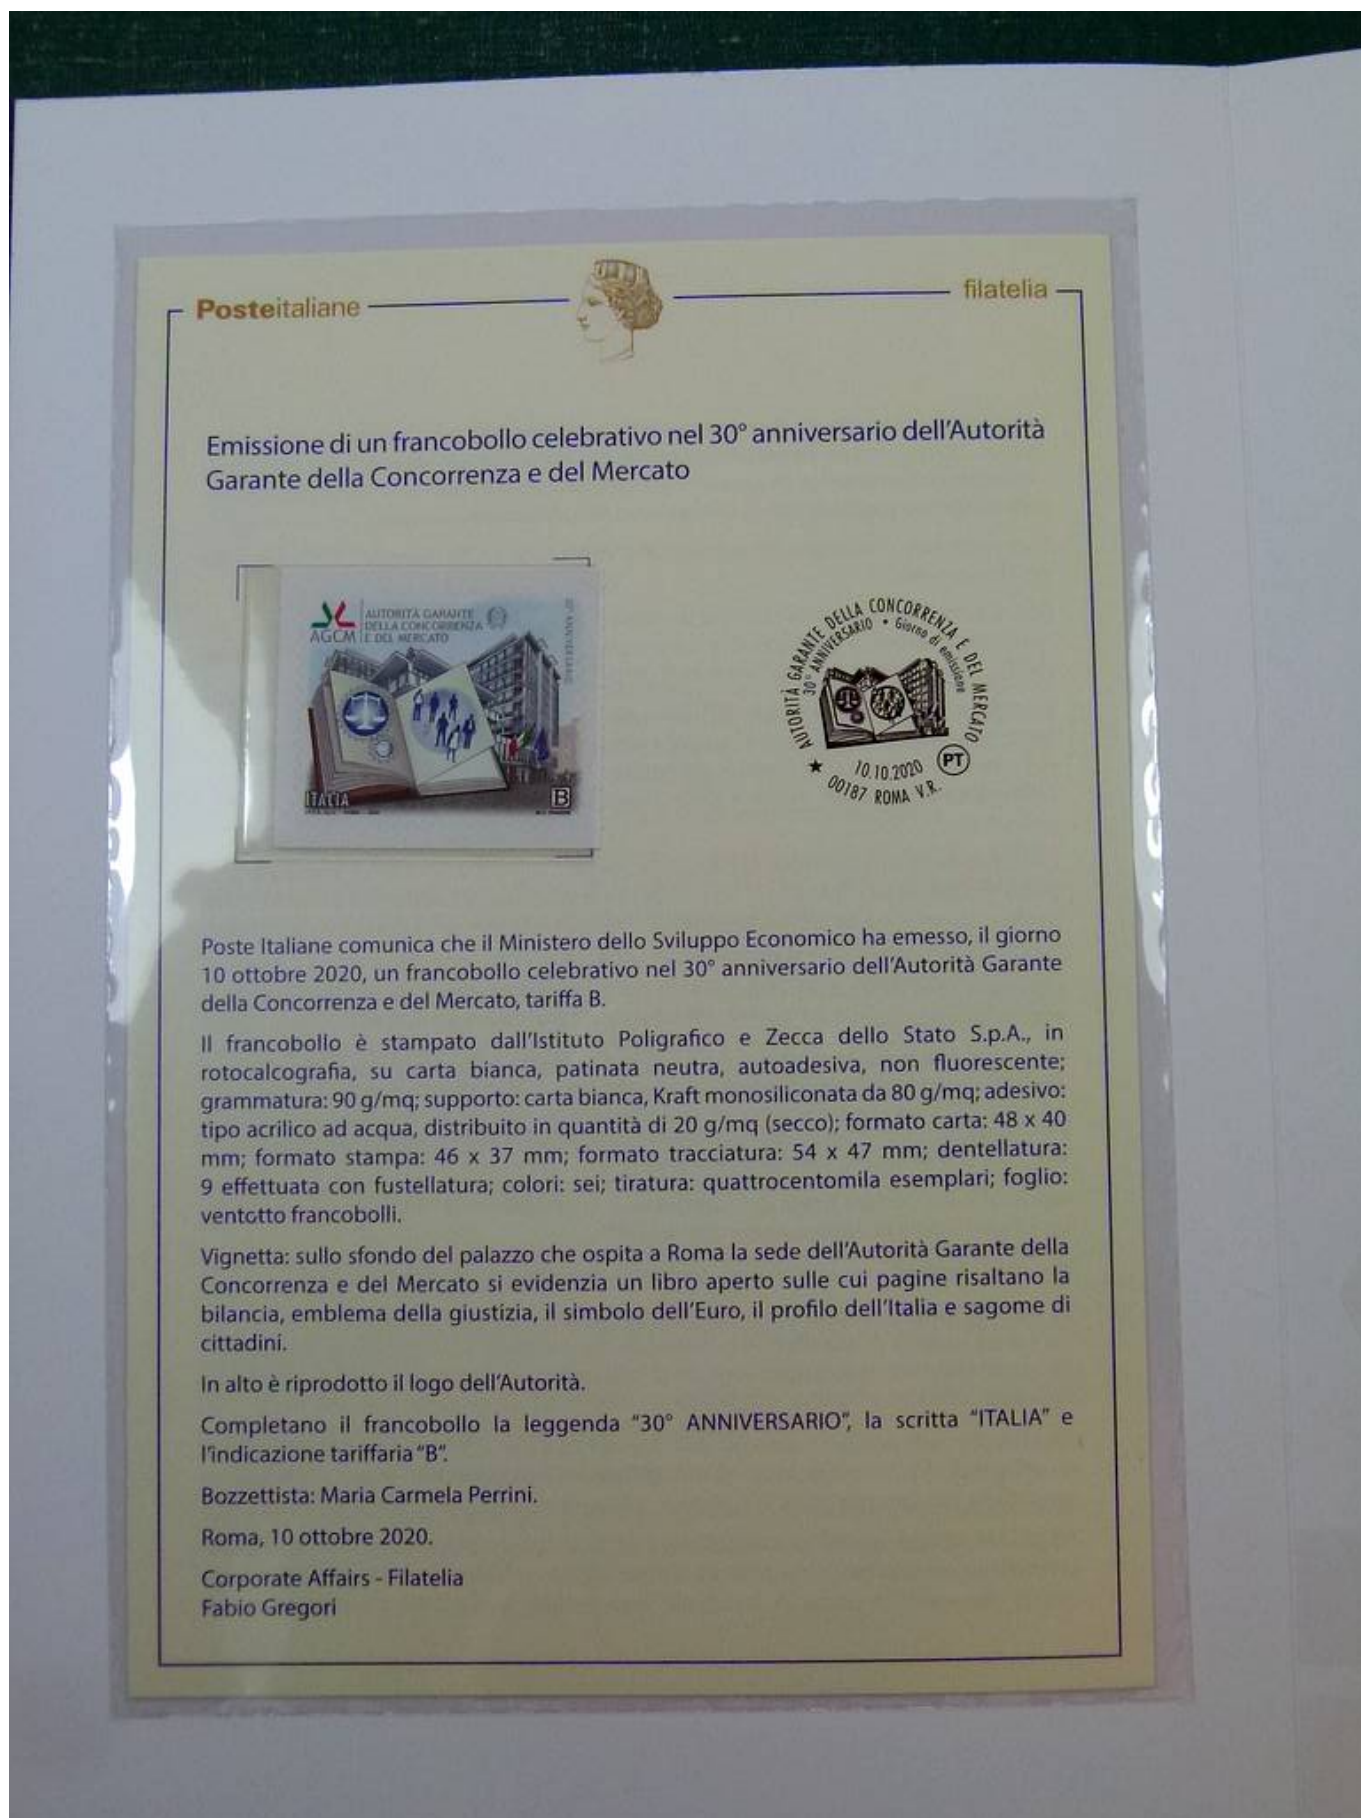 Posteitaliane
filatelia
Emissione di un francobollo celebrativo nel 30° anniversario dell'Autorità
Garante della Concorrenza e del Mercato
AGCM
AUTORITÀ GARANTE
DELLA CONCORRENZA
E DEL MERCATO
30° ANNIVERSARIO
ITALIA
B
AUTORITÀ GARANTE DELLA CONCORRENZA E DEL MERCATO
30° ANNIVERSARIO • Giorno di emissione
10.10.2020
PT
00187 ROMA V.R.
Poste Italiane comunica che il Ministero dello Sviluppo Economico ha emesso, il giorno
10 ottobre 2020, un francobollo celebrativo nel 30° anniversario dell'Autorità Garante
della Concorrenza e del Mercato, tariffa B.
Il francobollo è stampato dall'Istituto Poligrafico e Zecca dello Stato S.p.A., in
rotocalcografia, su carta bianca, patinata neutra, autoadesiva, non fluorescente;
grammatura: 90 g/mq; supporto: carta bianca, Kraft monosiliconata da 80 g/mq; adesivo:
tipo acrilico ad acqua, distribuito in quantità di 20 g/mq (secco); formato carta: 48 x 40
mm; formato stampa: 46 x 37 mm; formato tracciatura: 54 x 47 mm; dentellatura:
9 effettuata con fustellatura; colori: sei; tiratura: quattrocentomila esemplari; foglio:
ventotto francobolli.
Vignetta: sullo sfondo del palazzo che ospita a Roma la sede dell'Autorità Garante della
Concorrenza e del Mercato si evidenzia un libro aperto sulle cui pagine risaltano la
bilancia, emblema della giustizia, il simbolo dell'Euro, il profilo dell'Italia e sagome di
cittadini.
In alto è riprodotto il logo dell'Autorità.
Completano il francobollo la leggenda "30° ANNIVERSARIO", la scritta "ITALIA" e
l'indicazione tariffaria "B".
Bozzettista: Maria Carmela Perrini.
Roma, 10 ottobre 2020.
Corporate Affairs - Filatelia
Fabio Gregori